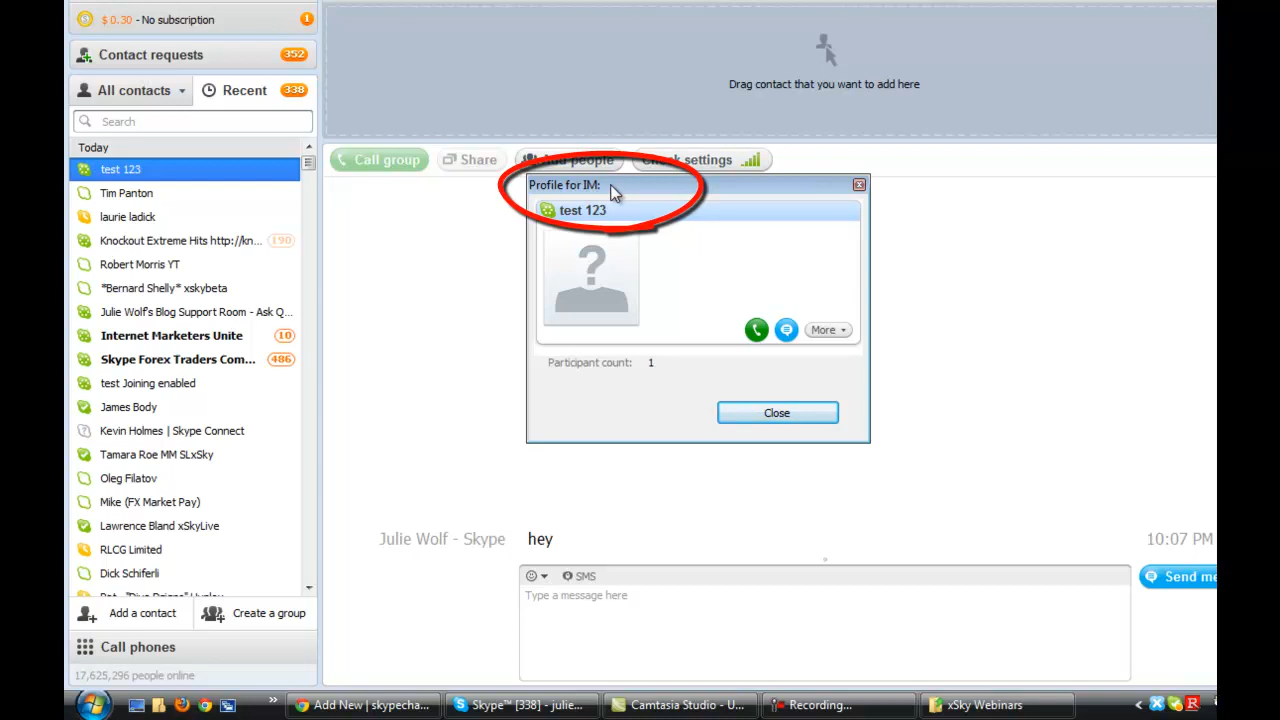 $ 0.30 - No subscription
1
Contact requests
352
All contacts
Recent
338
Search
Today
test 123
Tim Panton
laurie ladick
Knockout Extreme Hits http://kn...
190
Robert Morris YT
*Bernard Shelly* xskybeta
Julie Wolf's Blog Support Room - Ask Q...
Internet Marketers Unite
10
Skype Forex Traders Com...
486
test Joining enabled
James Body
Kevin Holmes | Skype Connect
Tamara Roe MM SLxSky
Oleg Filatov
Mike (FX Market Pay)
Lawrence Bland xSkyLive
RLCG Limited
Dick Schiferli
Add a contact
Create a group
Call phones
17,625,296 people online
Drag contact that you want to add here
Call group
Share
Add people
Check settings
Profile for IM:
test 123
More
Participant count: 1
Close
Julie Wolf - Skype
hey
10:07 PM
SMS
Type a message here
Send me
Add New | skypecha...
Skype™ [338] - julie...
Camtasia Studio - U...
Recording...
xSky Webinars